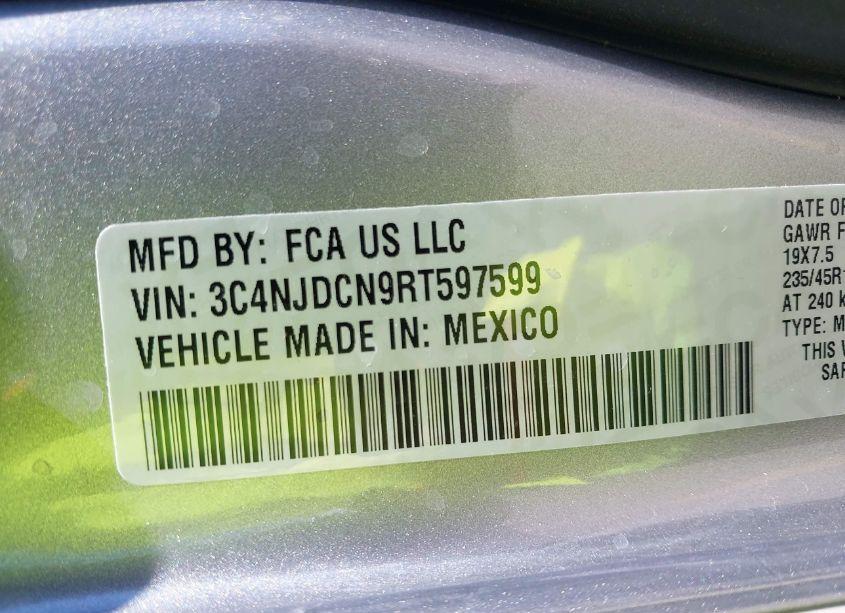 MFD BY: FCA US LLC
VIN: 3C4NJDCN9RT597599
VEHICLE MADE IN: MEXICO
DATE OF
GAWR F
19X7.5
235/45R1
AT 240 k
TYPE: M
THIS V
SAF